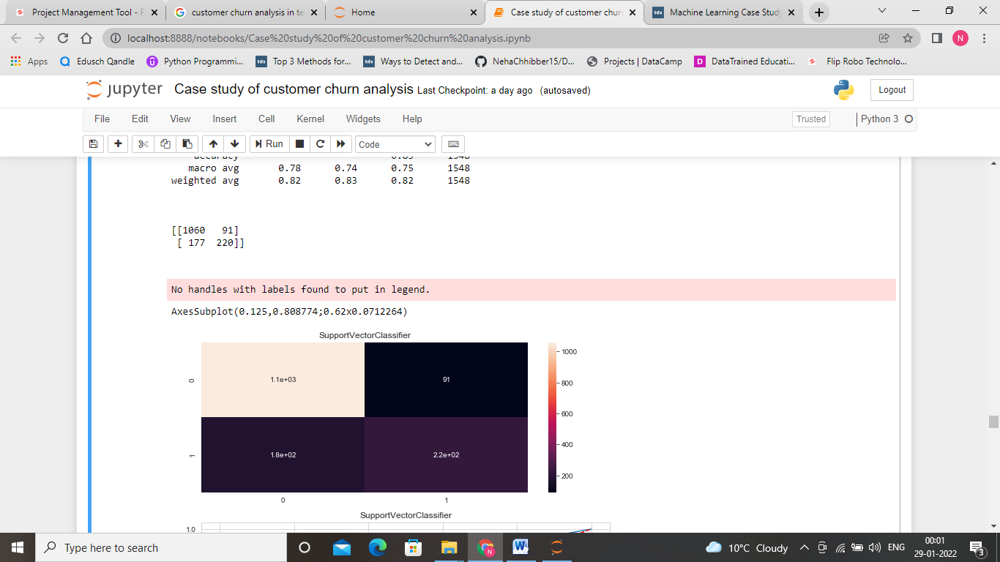 Project Management Tool - F
customer churn analysis in te
Home
Case study of customer churn
Machine Learning Case Study
localhost:8888/notebooks/Case%20study%20of%20customer%20churn%20analysis.ipynb
N
Apps
Edusch Qandle
Python Programmi...
tds Top 3 Methods for...
tds Ways to Detect and...
NehaChhibber15/D...
Projects | DataCamp
D DataTrained Educati...
Flip Robo Technolo...
jupyter Case study of customer churn analysis Last Checkpoint: a day ago (autosaved)
Logout
File Edit View Insert Cell Kernel Widgets Help
Trusted Python 3
Run Code
accuracy 0.83 1548
macro avg 0.78 0.74 0.75 1548
weighted avg 0.82 0.83 0.82 1548
[[1060 91]
[ 177 220]]
No handles with labels found to put in legend.
AxesSubplot(0.125,0.808774;0.62x0.0712264)
SupportVectorClassifier
0 1.1e+03 91
1 1.8e+02 2.2e+02
0 1
1000
800
600
400
200
SupportVectorClassifier
1.0
Type here to search
10°C Cloudy
ENG
00:01
29-01-2022
3